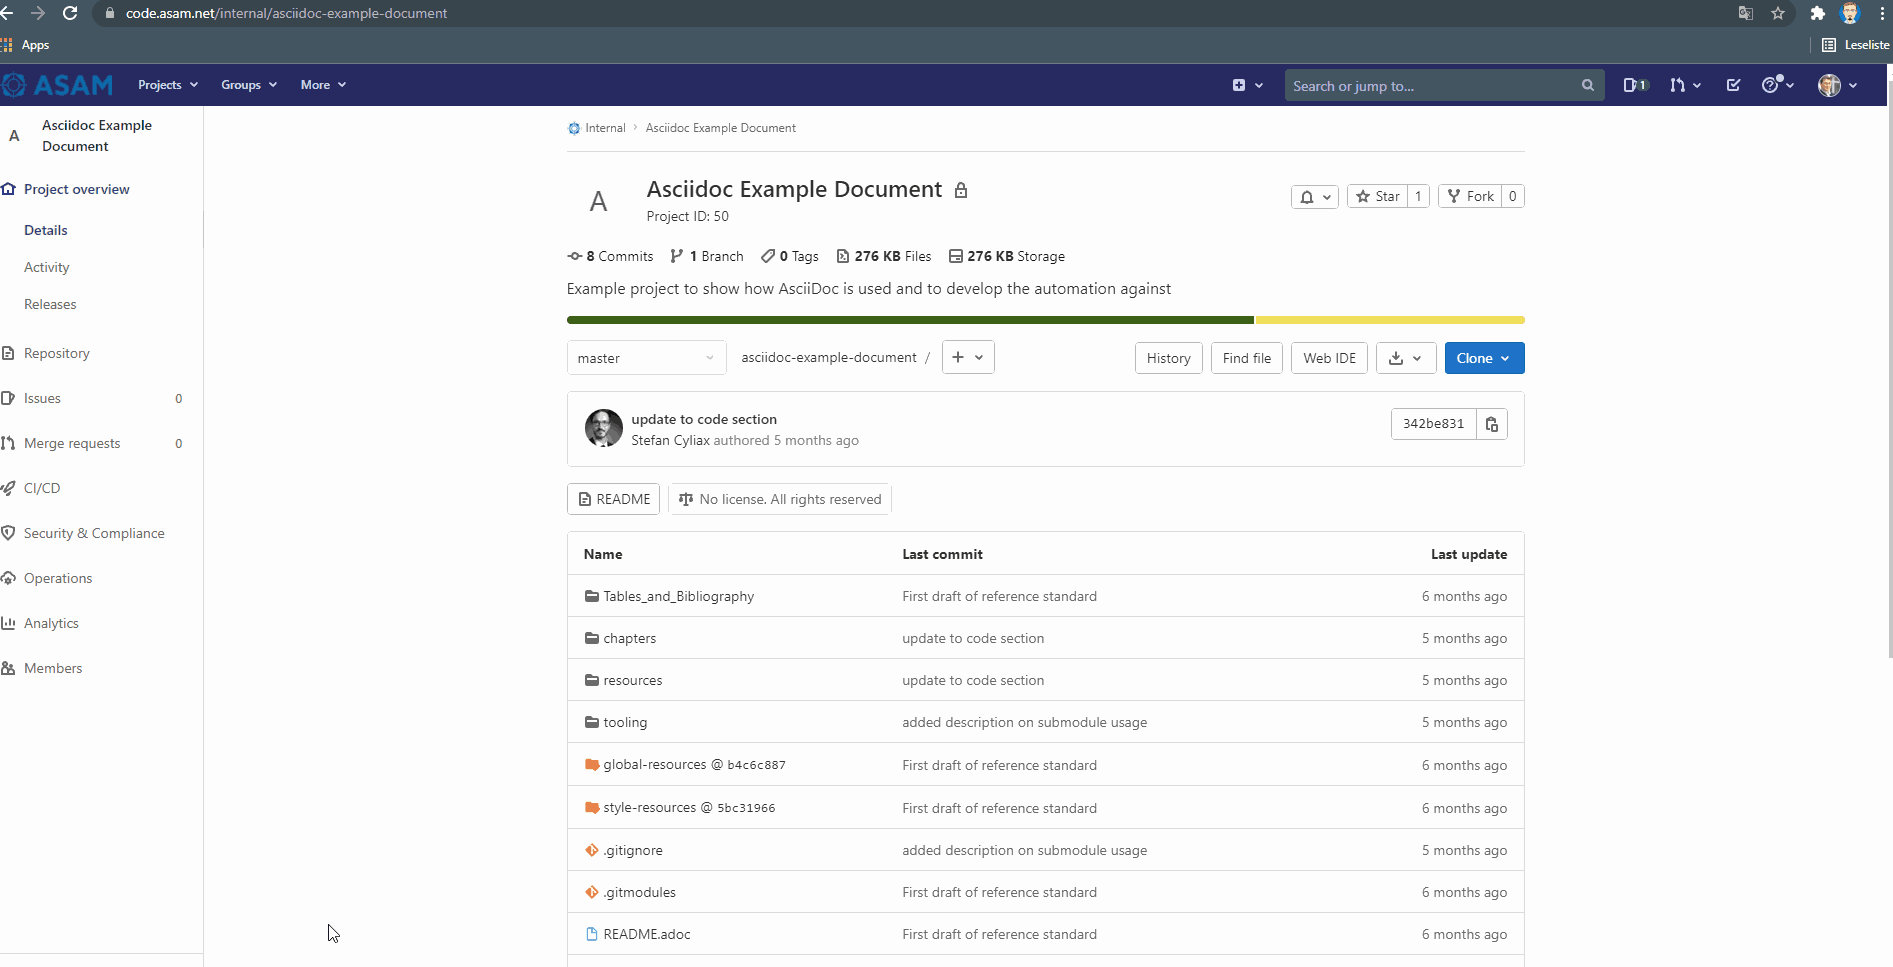 code.asam.net/internal/asciidoc-example-document
Apps
Leseliste
ASAM
Projects
Groups
More
Search or jump to...
1
A
Asciidoc Example
Document
Project overview
Details
Activity
Releases
Repository
Issues 0
Merge requests 0
CI/CD
Security & Compliance
Operations
Analytics
Members
Internal › Asciidoc Example Document
A
Asciidoc Example Document
Project ID: 50
Star 1
Fork 0
8 Commits 1 Branch 0 Tags 276 KB Files 276 KB Storage
Example project to show how AsciiDoc is used and to develop the automation against
master
asciidoc-example-document /
+
History
Find file
Web IDE
Clone
update to code section
Stefan Cyliax authored 5 months ago
342be831
README
No license. All rights reserved
Name Last commit Last update
Tables_and_Bibliography First draft of reference standard 6 months ago
chapters update to code section 5 months ago
resources update to code section 5 months ago
tooling added description on submodule usage 5 months ago
global-resources @ b4c6c887 First draft of reference standard 6 months ago
style-resources @ 5bc31966 First draft of reference standard 6 months ago
.gitignore added description on submodule usage 5 months ago
.gitmodules First draft of reference standard 6 months ago
README.adoc First draft of reference standard 6 months ago